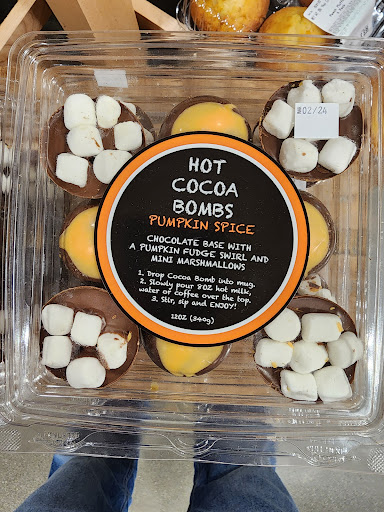 HOT
COCOA
BOMBS
PUMPKIN SPICE
CHOCOLATE BASE WITH
A PUMPKIN FUDGE SWIRL AND
MINI MARSHMALLOWS
1. Drop Cocoa Bomb into mug.
2. Slowly pour 8OZ hot milk,
water or coffee over the top.
3. Stir, sip and ENJOY!
12OZ (340g)
02/24